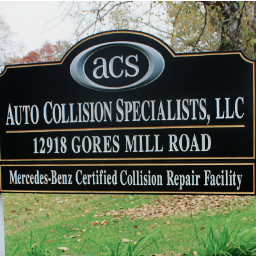 acs
AUTO COLLISION SPECIALISTS, LLC
12918 GORES MILL ROAD
Mercedes-Benz Certified Collision Repair Facility